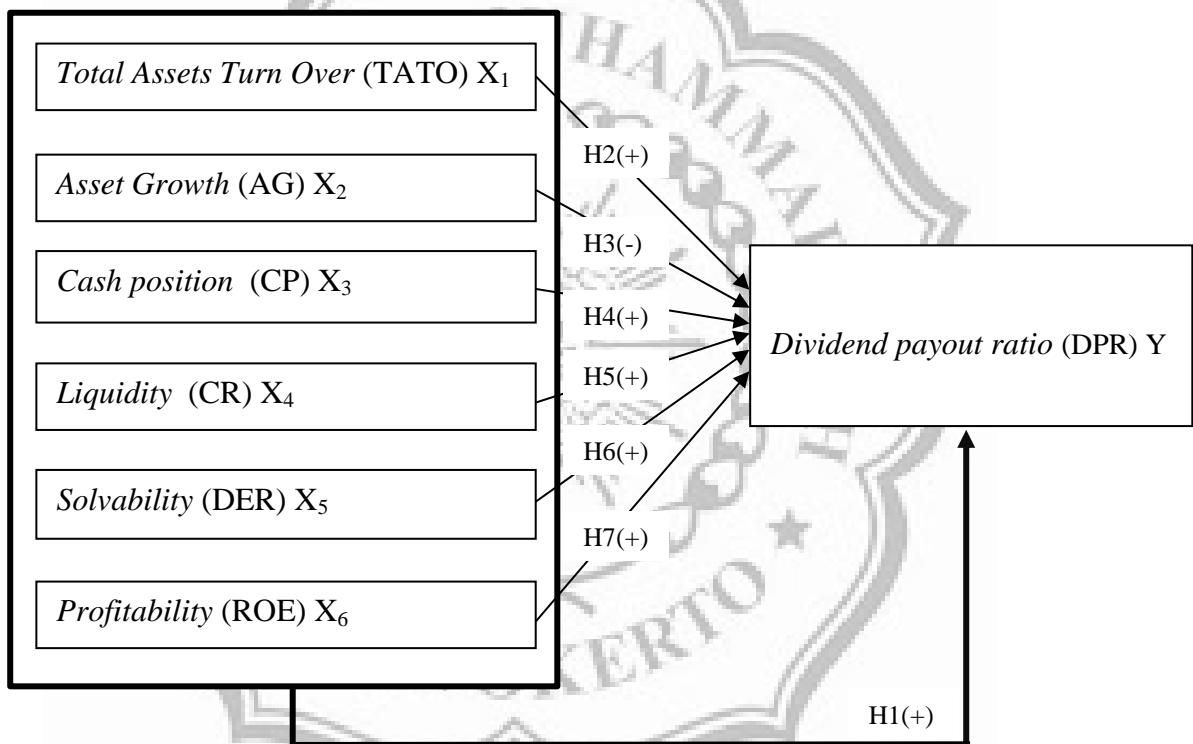 Total Assets Turn Over (TATO) X₁
H2(+)
Asset Growth (AG) X₂
H3(-)
Cash position (CP) X₃
H4(+)
Dividend payout ratio (DPR) Y
Liquidity (CR) X₄
H5(+)
H6(+)
Solvability (DER) X₅
H7(+)
Profitability (ROE) X₆
H1(+)